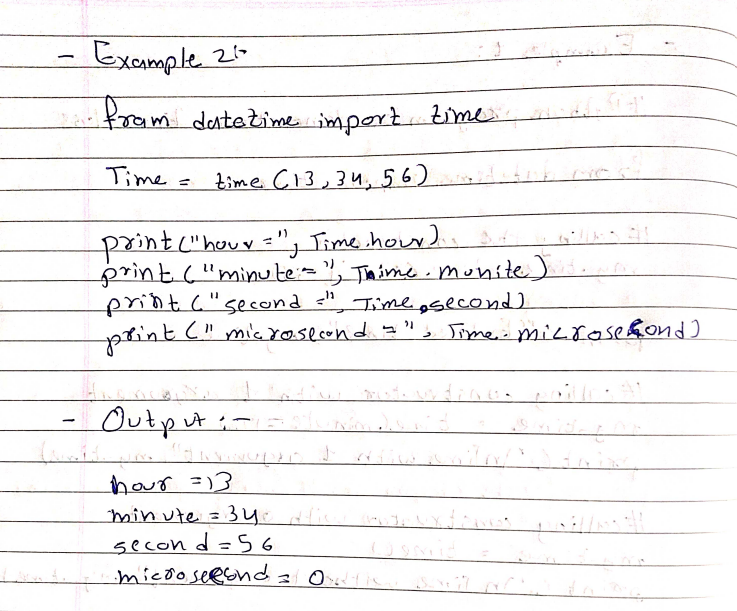 - Example 2:-
from datetime import time
Time = time (13, 34, 56)
print("hour =", Time.hour)
print ("minute =", Time.munite)
print ("second =", Time.second)
print (" microsecond =", Time.microsecond)
- Output :-
hour =13
minute = 34
second = 56
microsecond = 0